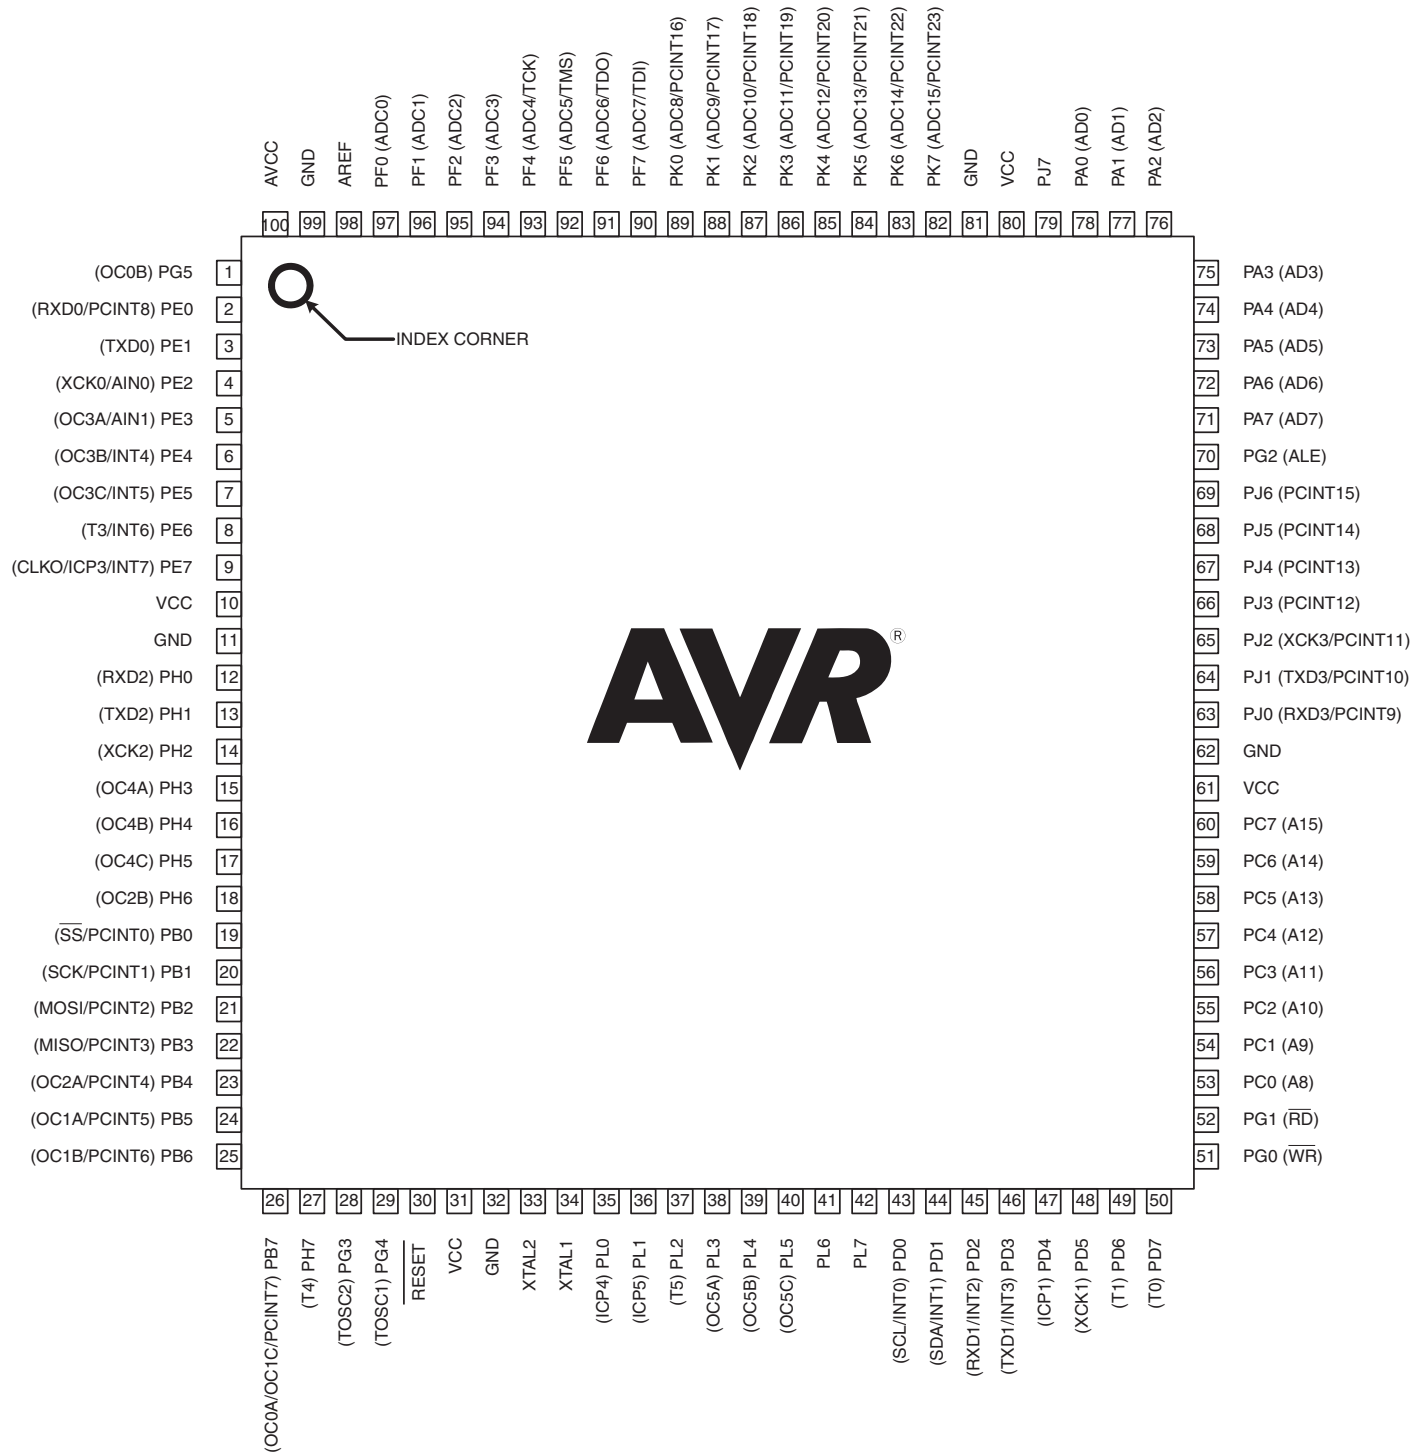 AVCC
GND
AREF
PF0 (ADC0)
PF1 (ADC1)
PF2 (ADC2)
PF3 (ADC3)
PF4 (ADC4/TCK)
PF5 (ADC5/TMS)
PF6 (ADC6/TDO)
PF7 (ADC7/TDI)
PK0 (ADC8/PCINT16)
PK1 (ADC9/PCINT17)
PK2 (ADC10/PCINT18)
PK3 (ADC11/PCINT19)
PK4 (ADC12/PCINT20)
PK5 (ADC13/PCINT21)
PK6 (ADC14/PCINT22)
PK7 (ADC15/PCINT23)
GND
VCC
PJ7
PA0 (AD0)
PA1 (AD1)
PA2 (AD2)
100 99 98 97 96 95 94 93 92 91 90 89 88 87 86 85 84 83 82 81 80 79 78 77 76
(OC0B) PG5 1
(RXD0/PCINT8) PE0 2
(TXD0) PE1 3
(XCK0/AIN0) PE2 4
(OC3A/AIN1) PE3 5
(OC3B/INT4) PE4 6
(OC3C/INT5) PE5 7
(T3/INT6) PE6 8
(CLKO/ICP3/INT7) PE7 9
VCC 10
GND 11
(RXD2) PH0 12
(TXD2) PH1 13
(XCK2) PH2 14
(OC4A) PH3 15
(OC4B) PH4 16
(OC4C) PH5 17
(OC2B) PH6 18
(SS/PCINT0) PB0 19
(SCK/PCINT1) PB1 20
(MOSI/PCINT2) PB2 21
(MISO/PCINT3) PB3 22
(OC2A/PCINT4) PB4 23
(OC1A/PCINT5) PB5 24
(OC1B/PCINT6) PB6 25
INDEX CORNER
AVR®
75 PA3 (AD3)
74 PA4 (AD4)
73 PA5 (AD5)
72 PA6 (AD6)
71 PA7 (AD7)
70 PG2 (ALE)
69 PJ6 (PCINT15)
68 PJ5 (PCINT14)
67 PJ4 (PCINT13)
66 PJ3 (PCINT12)
65 PJ2 (XCK3/PCINT11)
64 PJ1 (TXD3/PCINT10)
63 PJ0 (RXD3/PCINT9)
62 GND
61 VCC
60 PC7 (A15)
59 PC6 (A14)
58 PC5 (A13)
57 PC4 (A12)
56 PC3 (A11)
55 PC2 (A10)
54 PC1 (A9)
53 PC0 (A8)
52 PG1 (RD)
51 PG0 (WR)
26 27 28 29 30 31 32 33 34 35 36 37 38 39 40 41 42 43 44 45 46 47 48 49 50
(OC0A/OC1C/PCINT7) PB7
(T4) PH7
(TOSC2) PG3
(TOSC1) PG4
RESET
VCC
GND
XTAL2
XTAL1
(ICP4) PL0
(ICP5) PL1
(T5) PL2
(OC5A) PL3
(OC5B) PL4
(OC5C) PL5
PL6
PL7
(SCL/INT0) PD0
(SDA/INT1) PD1
(RXD1/INT2) PD2
(TXD1/INT3) PD3
(ICP1) PD4
(XCK1) PD5
(T1) PD6
(T0) PD7